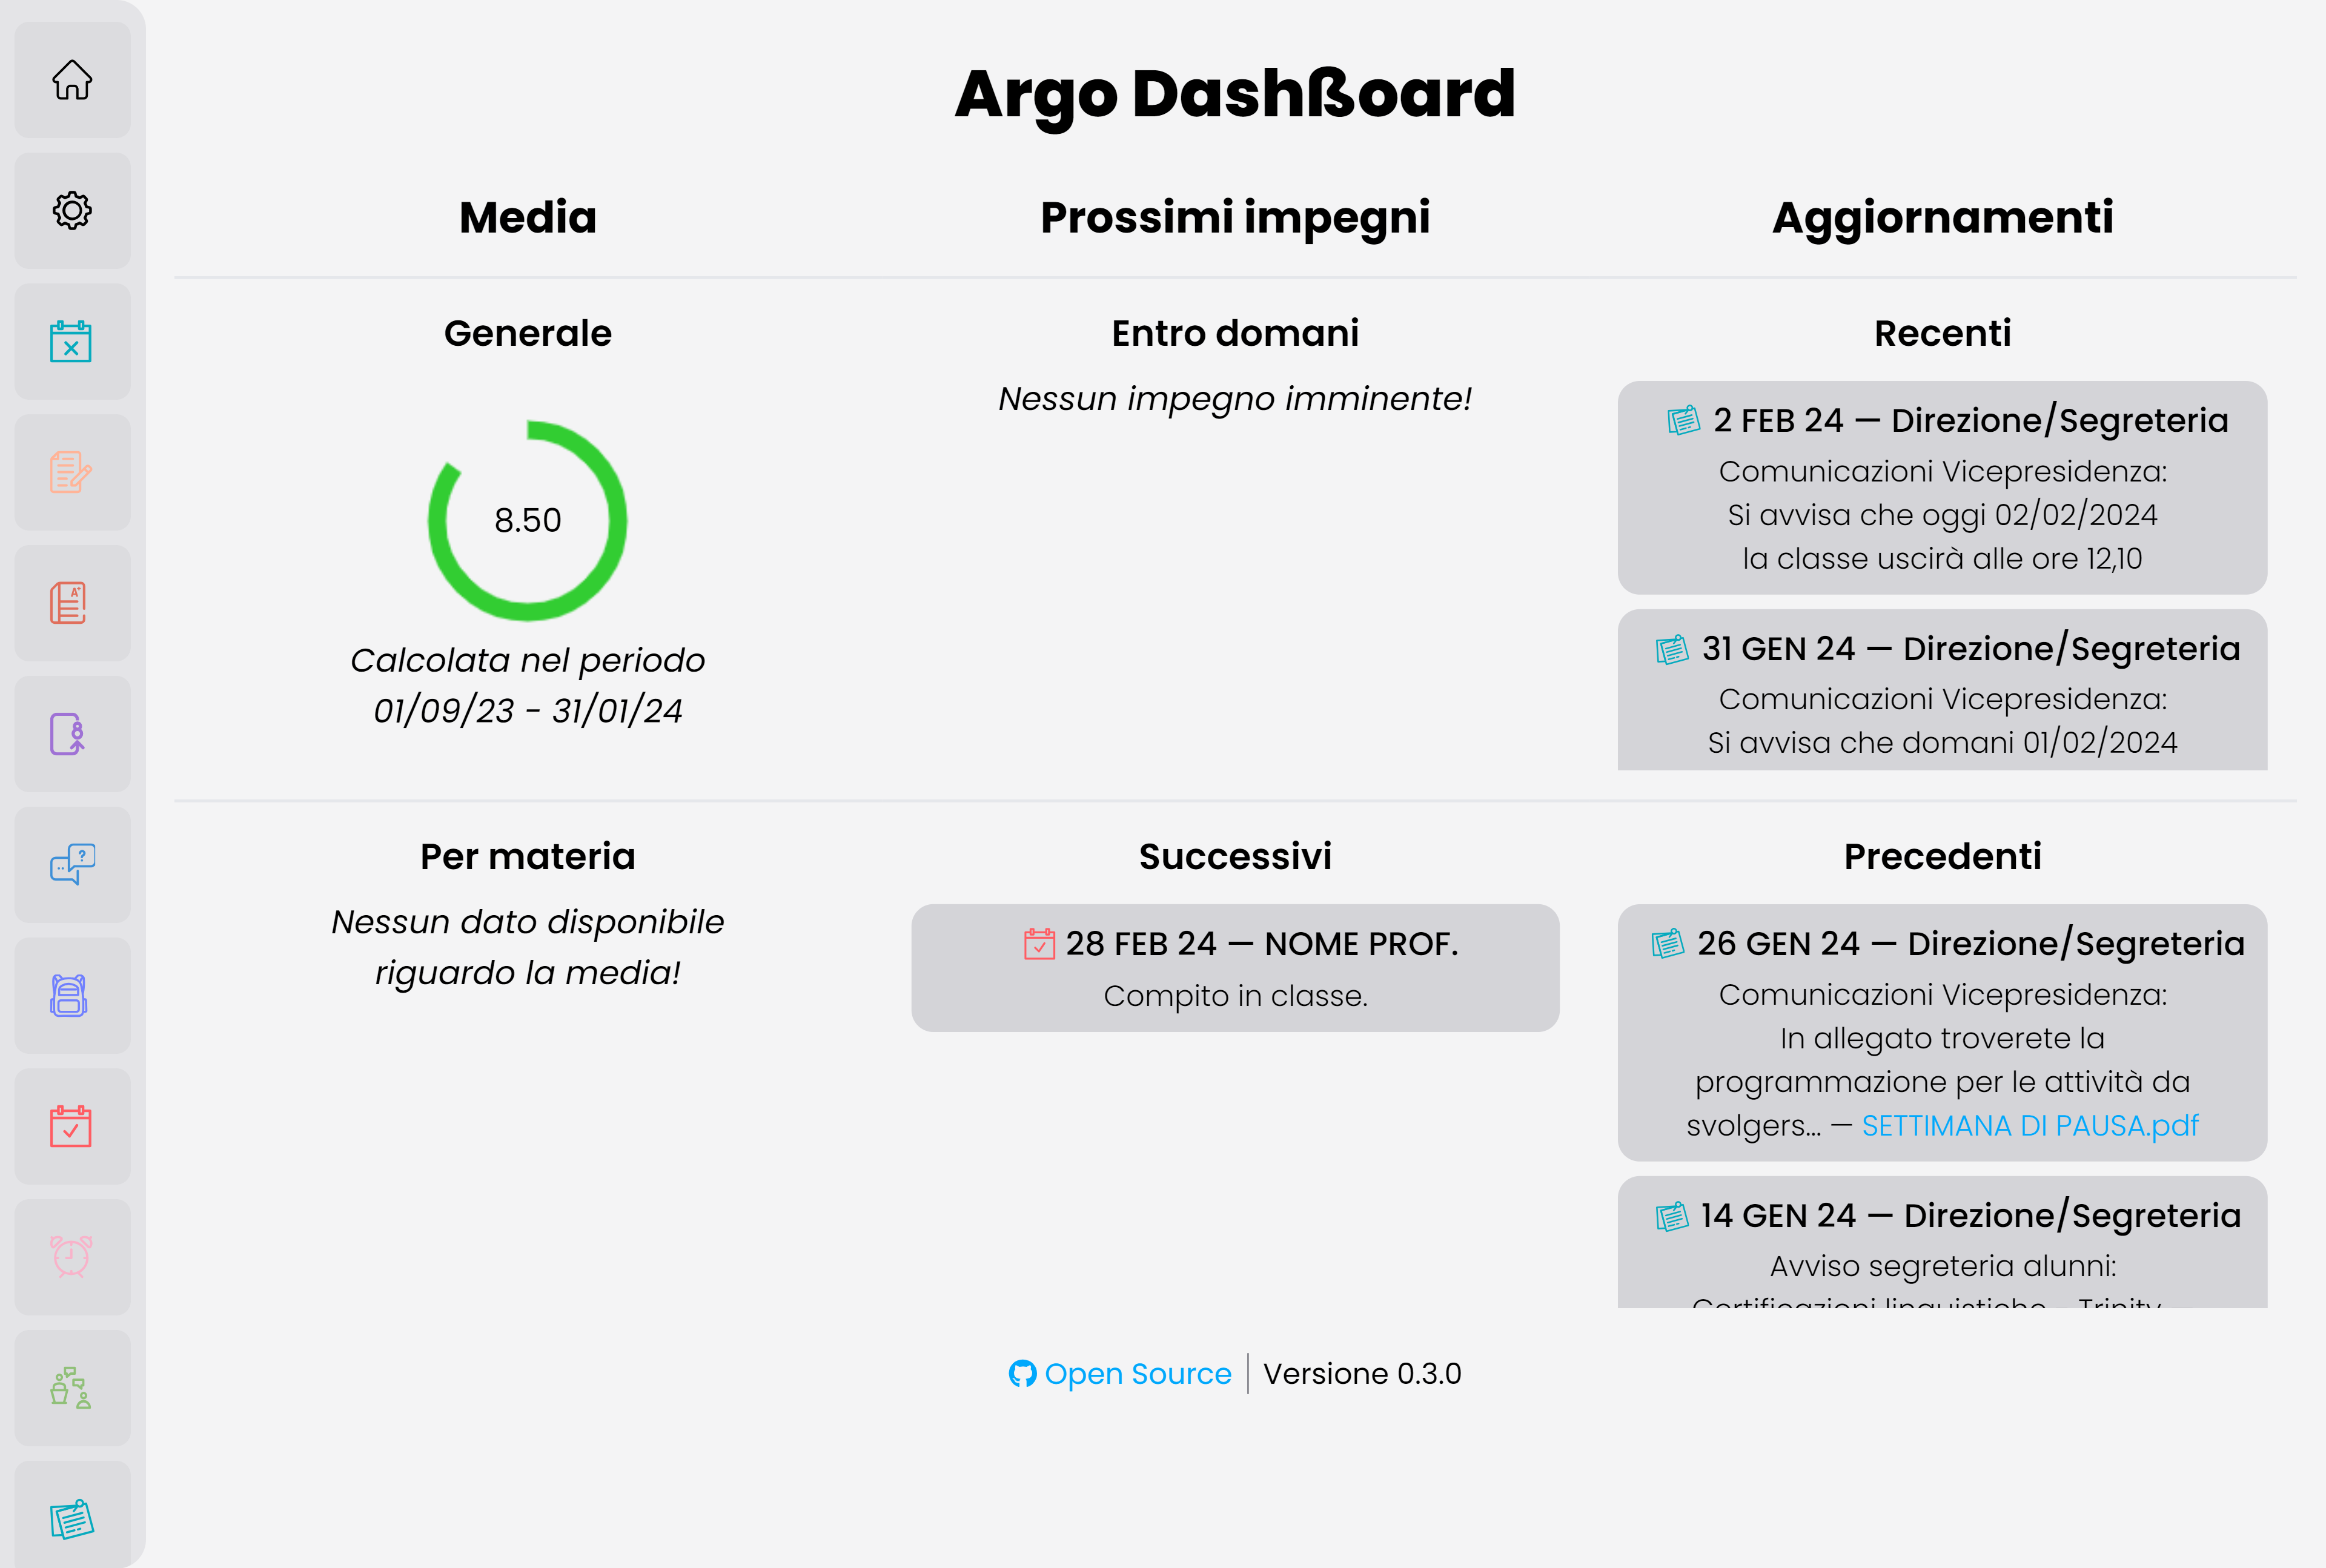 Argo Dashßoard
Media
Generale
8.50
Calcolata nel periodo
01/09/23 - 31/01/24
Per materia
Nessun dato disponibile
riguardo la media!
Prossimi impegni
Entro domani
Nessun impegno imminente!
Successivi
28 FEB 24 — NOME PROF.
Compito in classe.
Aggiornamenti
Recenti
2 FEB 24 — Direzione/Segreteria
Comunicazioni Vicepresidenza:
Si avvisa che oggi 02/02/2024
la classe uscirà alle ore 12,10
31 GEN 24 — Direzione/Segreteria
Comunicazioni Vicepresidenza:
Si avvisa che domani 01/02/2024
Precedenti
26 GEN 24 — Direzione/Segreteria
Comunicazioni Vicepresidenza:
In allegato troverete la
programmazione per le attività da
svolgers... — SETTIMANA DI PAUSA.pdf
14 GEN 24 — Direzione/Segreteria
Avviso segreteria alunni:
Certificazioni linguistiche – Trinity —
Open Source | Versione 0.3.0